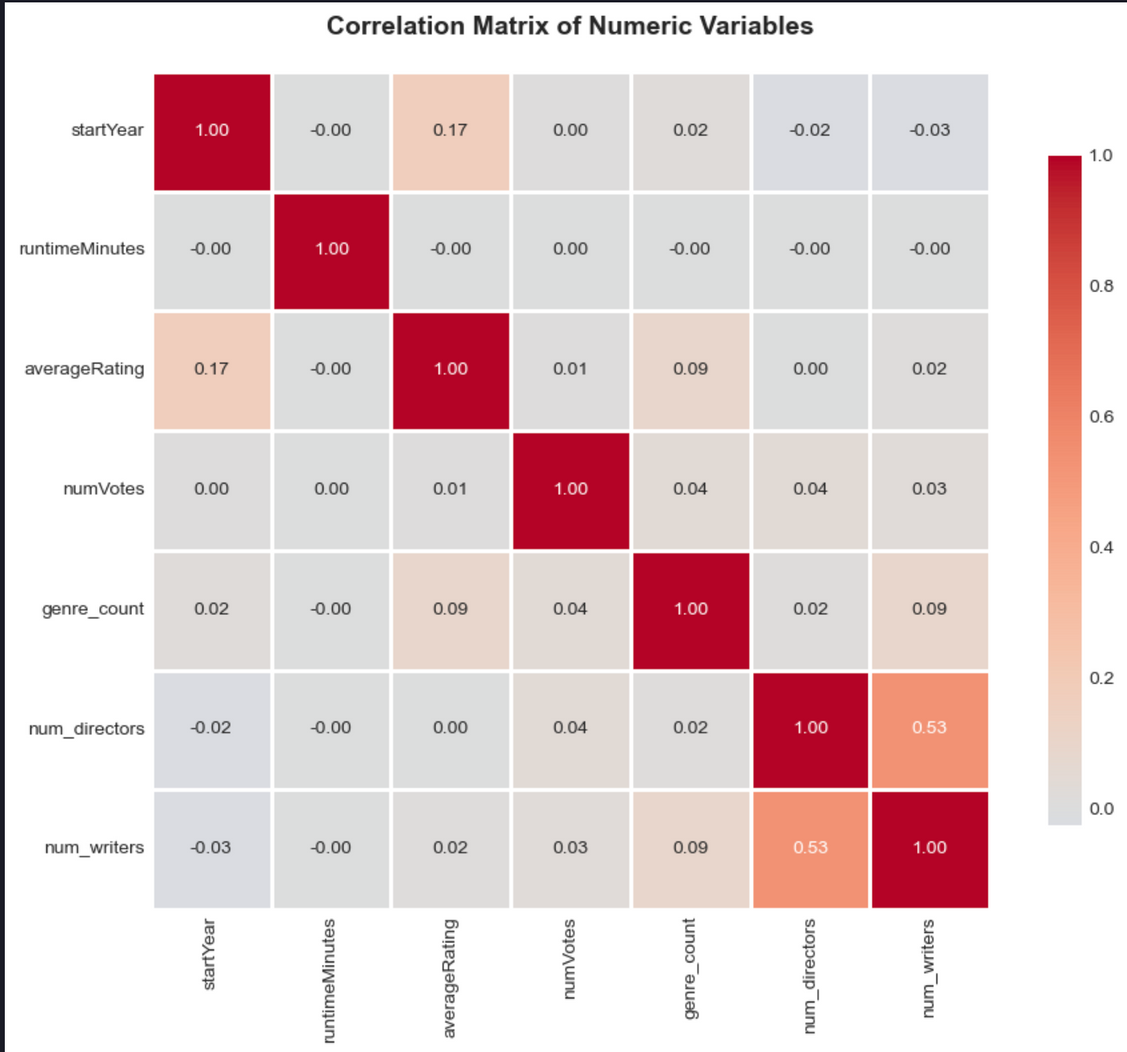 Correlation Matrix of Numeric Variables
startYear 1.00 -0.00 0.17 0.00 0.02 -0.02 -0.03
runtimeMinutes -0.00 1.00 -0.00 0.00 -0.00 -0.00 -0.00
averageRating 0.17 -0.00 1.00 0.01 0.09 0.00 0.02
numVotes 0.00 0.00 0.01 1.00 0.04 0.04 0.03
genre_count 0.02 -0.00 0.09 0.04 1.00 0.02 0.09
num_directors -0.02 -0.00 0.00 0.04 0.02 1.00 0.53
num_writers -0.03 -0.00 0.02 0.03 0.09 0.53 1.00
startYear runtimeMinutes averageRating numVotes genre_count num_directors num_writers
1.0
0.8
0.6
0.4
0.2
0.0